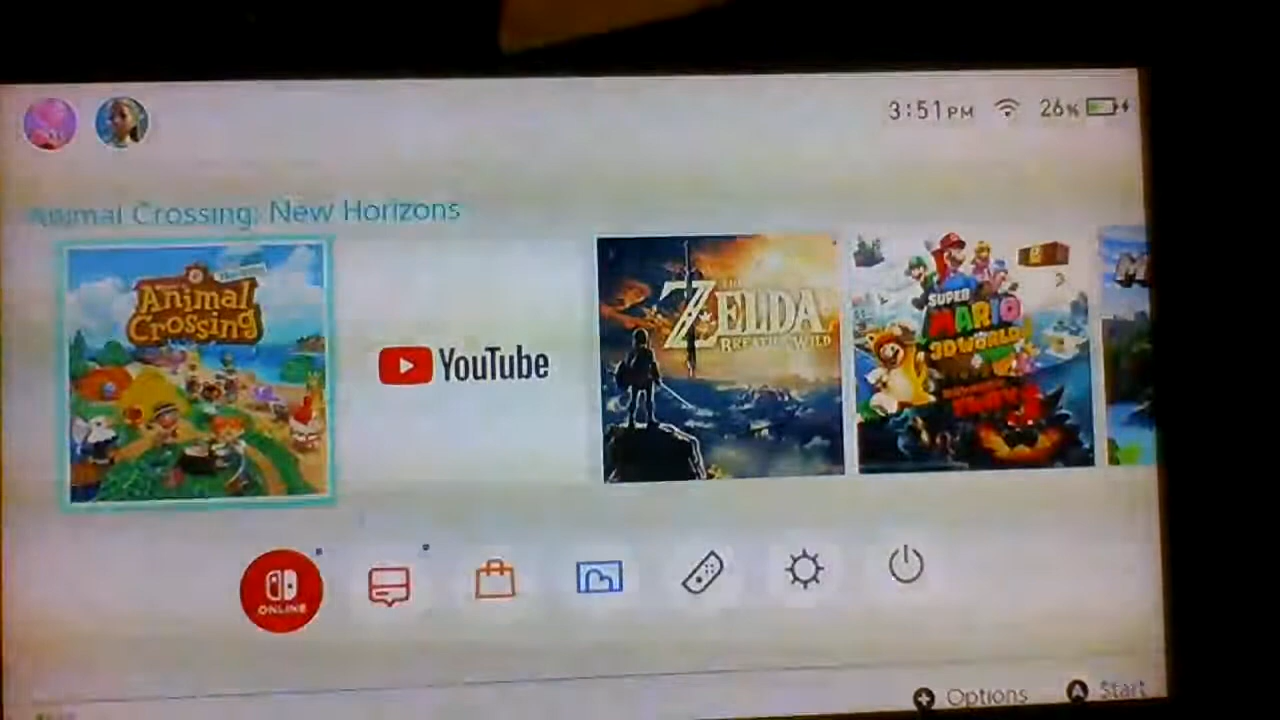 3:51 PM 26%
Animal Crossing: New Horizons
Animal
Crossing
YouTube
THE
ZELDA
BREATH WILD
SUPER
MARIO
3D WORLD
ONLINE
Options Start